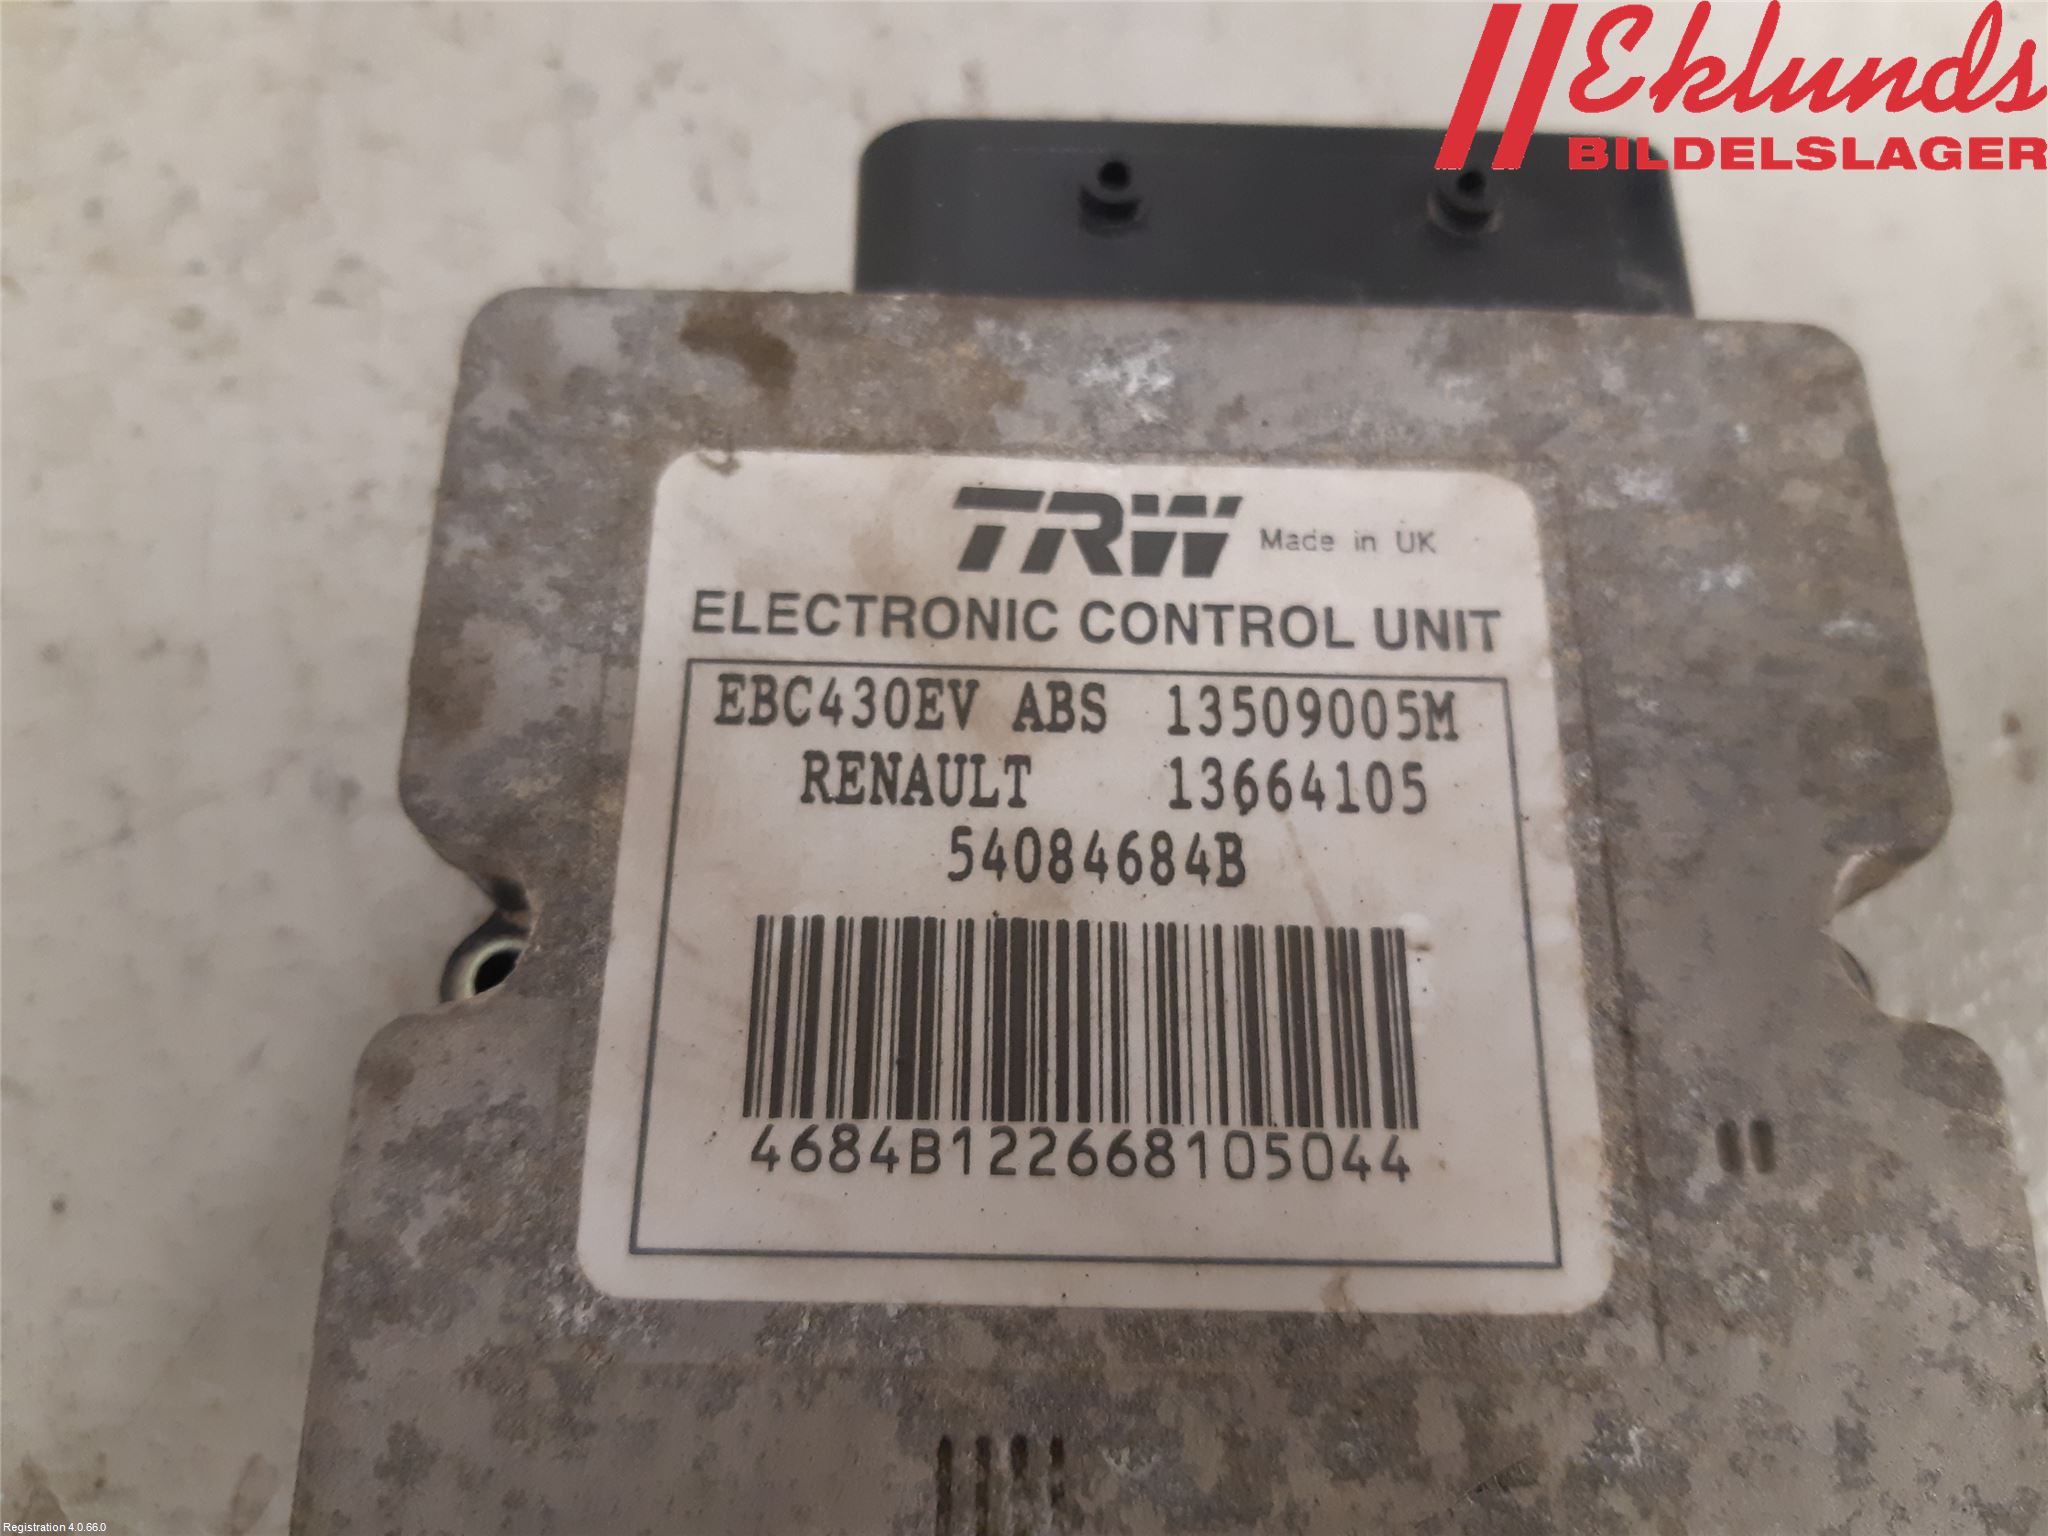 Eklunds
BILDELSLAGER
TRW Made in UK
ELECTRONIC CONTROL UNIT
EBC430EV ABS 13509005M
RENAULT 13664105
54084684B
4684B122668105044
Registration 4.0.66.0